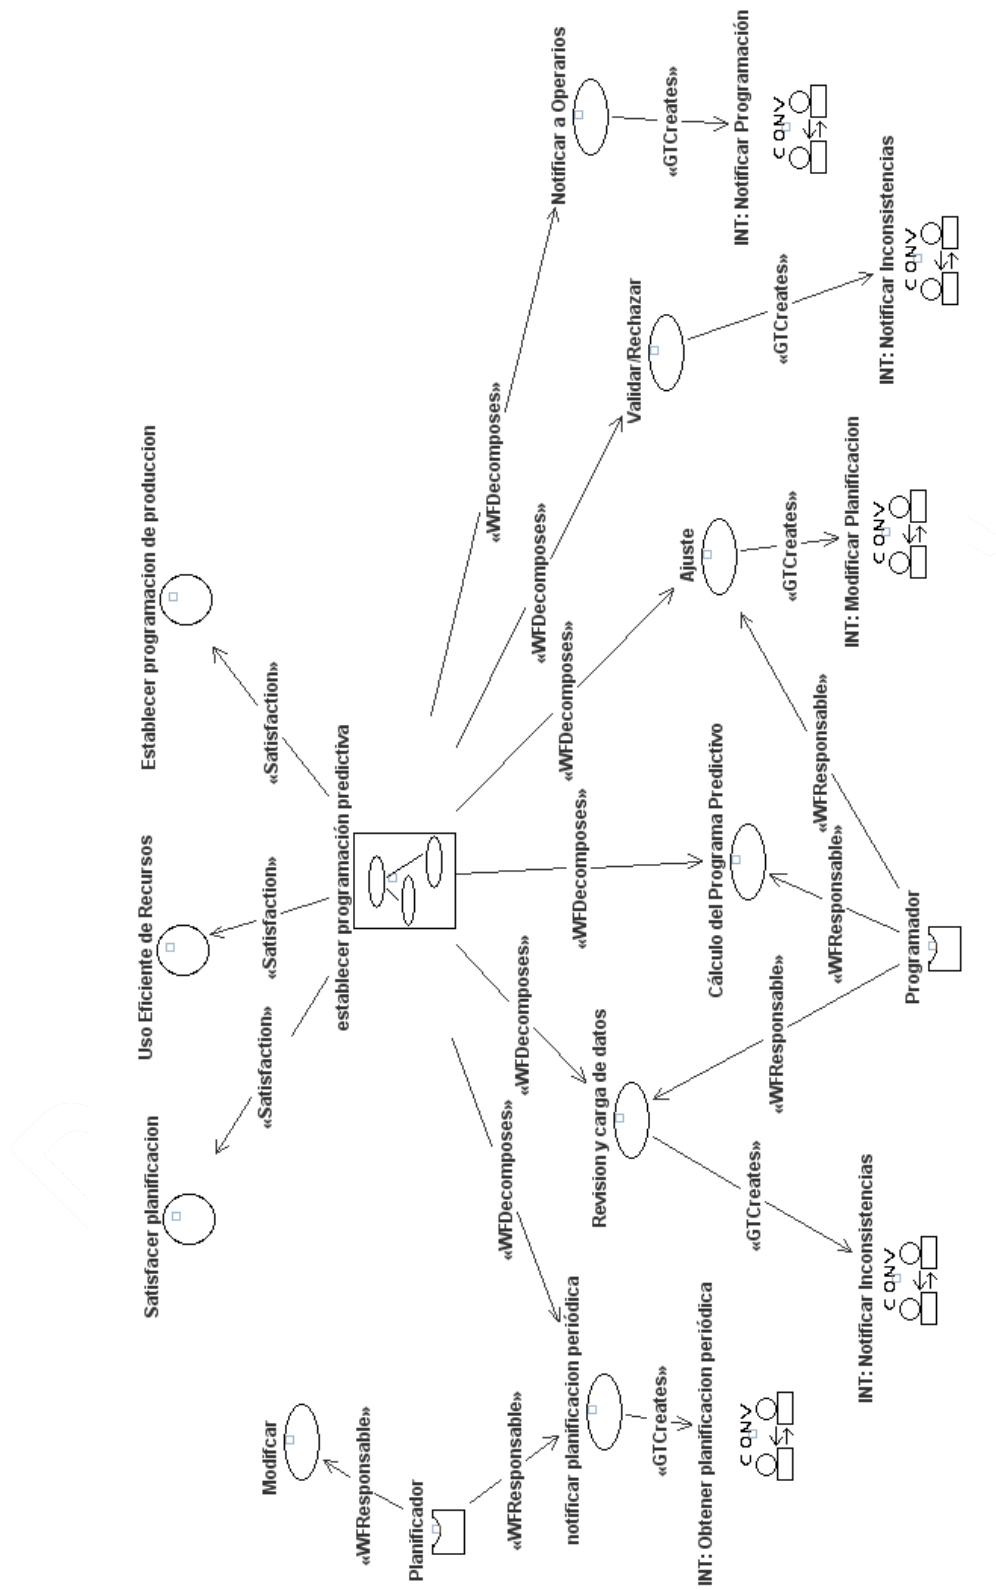 Satisfacer planificacion
Uso Eficiente de Recursos
Establecer programacion de produccion
«Satisfaction»
«Satisfaction»
«Satisfaction»
Modifcar
establecer programación predictiva
«WFResponsable»
Planificador
«WFDecomposes»
«WFResponsable»
«WFDecomposes»
«WFDecomposes»
«WFDecomposes»
«WFDecomposes»
«WFDecomposes»
Notificar a Operarios
notificar planificacion periódica
Revision y carga de datos
Validar/Rechazar
«GTCreates»
«GTCreates»
Ajuste
INT: Obtener planificacion periódica
Cálculo del Programa Predictivo
INT: Notificar Programación
CONV
CONV
«GTCreates»
«WFResponsable»
«GTCreates»
«GTCreates»
«WFResponsable»
«WFResponsable»
INT: Notificar Inconsistencias
INT: Modificar Planificacion
INT: Notificar Inconsistencias
CONV
CONV
CONV
Programador